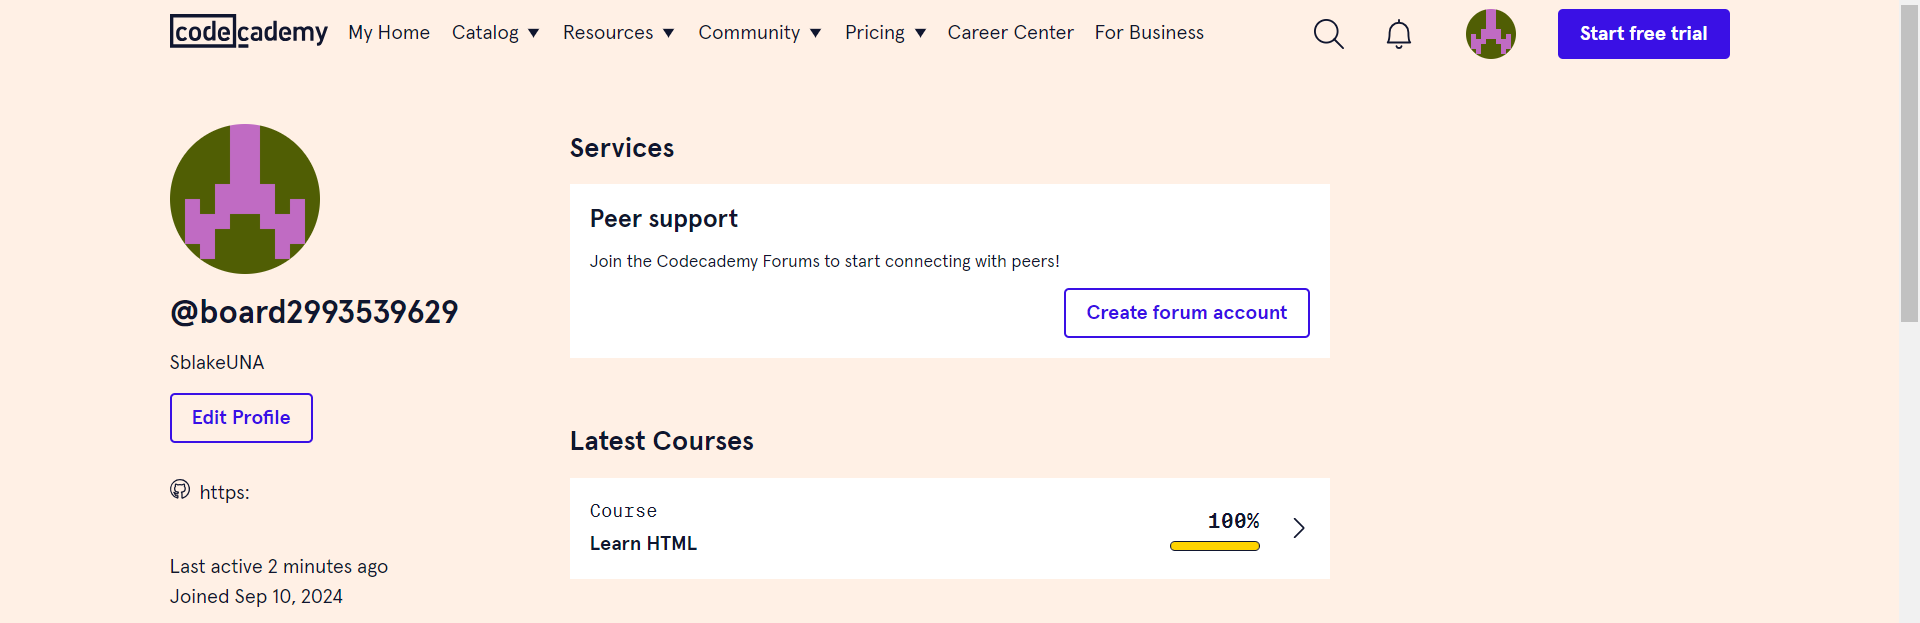 codecademy My Home Catalog Resources Community Pricing Career Center For Business Start free trial
@board2993539629
SblakeUNA
Edit Profile
https:
Last active 2 minutes ago
Joined Sep 10, 2024
Services
Peer support
Join the Codecademy Forums to start connecting with peers!
Create forum account
Latest Courses
Course
Learn HTML
100%